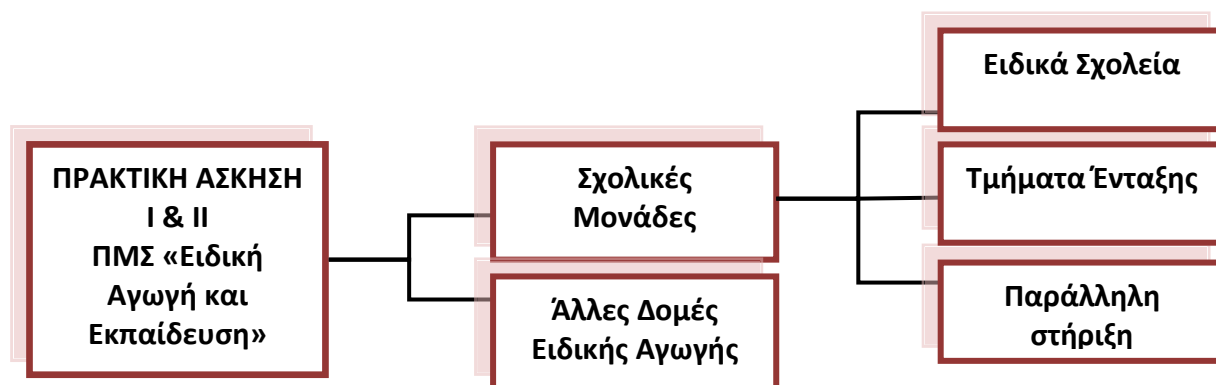 ΠΡΑΚΤΙΚΗ ΑΣΚΗΣΗ
Ι & ΙΙ
ΠΜΣ «Ειδική
Αγωγή και
Εκπαίδευση»
Σχολικές
Μονάδες
Άλλες Δομές
Ειδικής Αγωγής
Ειδικά Σχολεία
Τμήματα Ένταξης
Παράλληλη
στήριξη